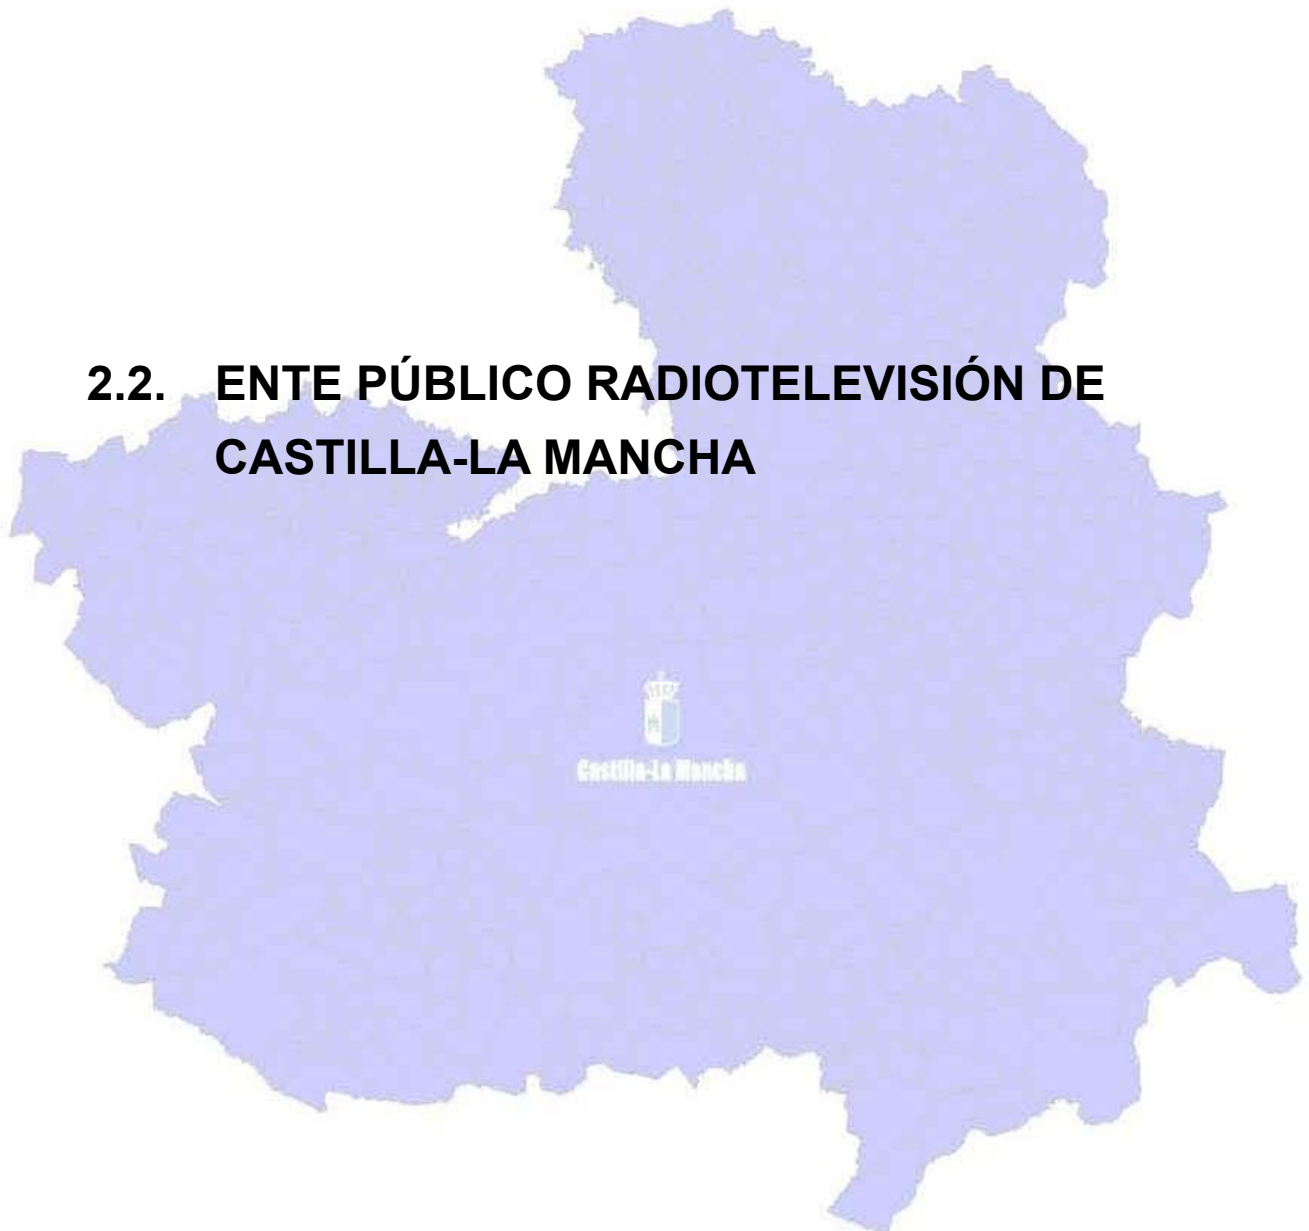 2.2. ENTE PÚBLICO RADIOTELEVISIÓN DE
CASTILLA-LA MANCHA
Castilla-La Mancha